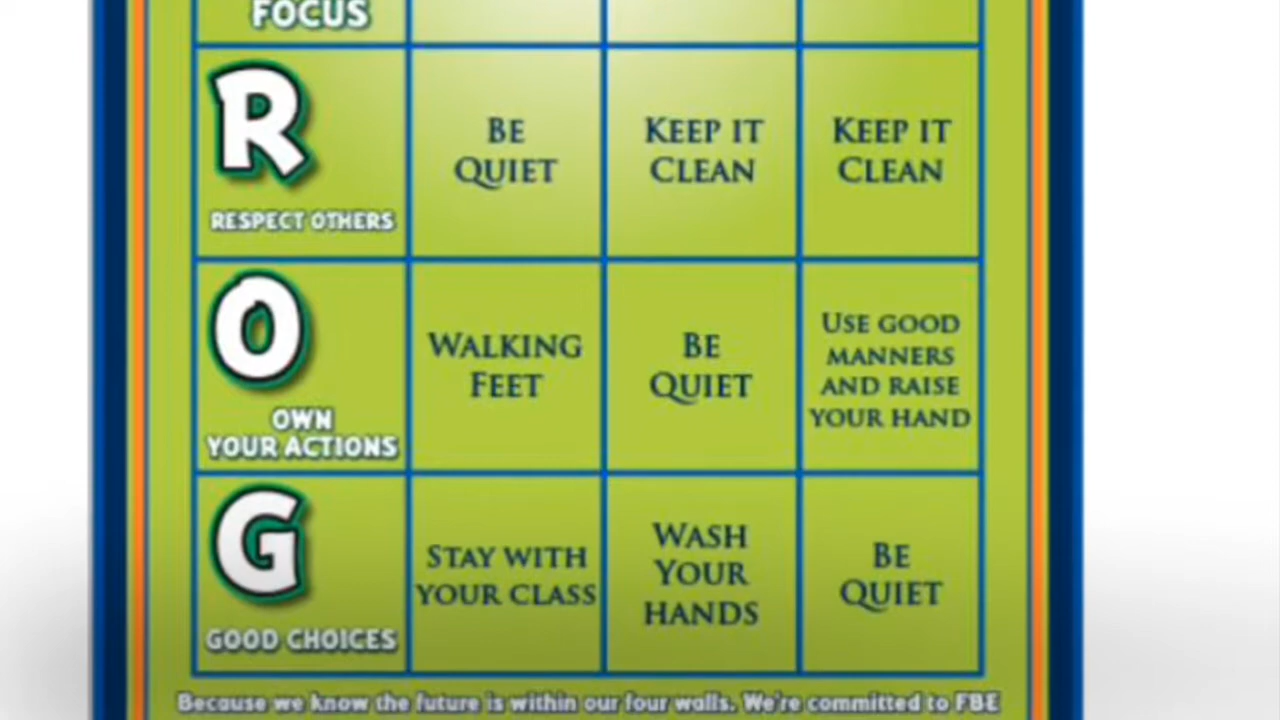 FOCUS
R
RESPECT OTHERS
BE
QUIET
KEEP IT
CLEAN
KEEP IT
CLEAN
O
OWN
YOUR ACTIONS
WALKING
FEET
BE
QUIET
USE GOOD
MANNERS
AND RAISE
YOUR HAND
G
GOOD CHOICES
STAY WITH
YOUR CLASS
WASH
YOUR
HANDS
BE
QUIET
Because we know the future is within our four walls. We're committed to FBE